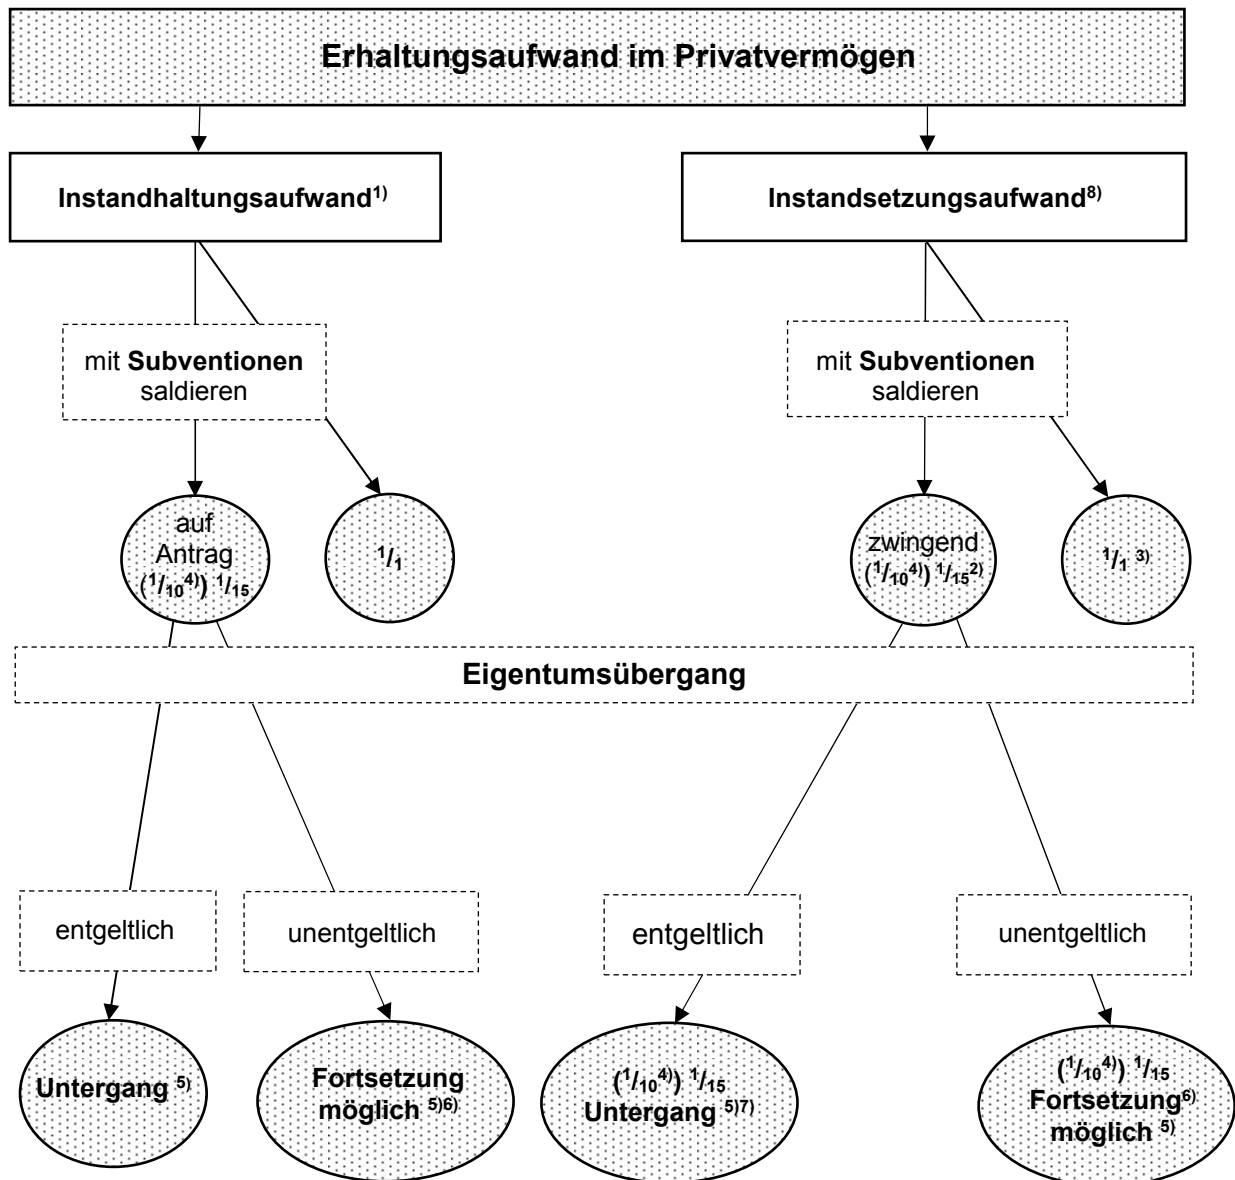 Erhaltungsaufwand im Privatvermögen
Instandhaltungsaufwand¹⁾
Instandsetzungsaufwand⁸⁾
mit Subventionen
saldieren
mit Subventionen
saldieren
auf
Antrag
(¹/₁₀⁴⁾) ¹/₁₅
¹/₁
zwingend
(¹/₁₀⁴⁾) ¹/₁₅²⁾
¹/₁ ³⁾
Eigentumsübergang
entgeltlich
unentgeltlich
entgeltlich
unentgeltlich
Untergang ⁵⁾
Fortsetzung
möglich ⁵⁾⁶⁾
(¹/₁₀⁴⁾) ¹/₁₅
Untergang ⁵⁾⁷⁾
(¹/₁₀⁴⁾) ¹/₁₅
Fortsetzung⁶⁾
möglich ⁵⁾